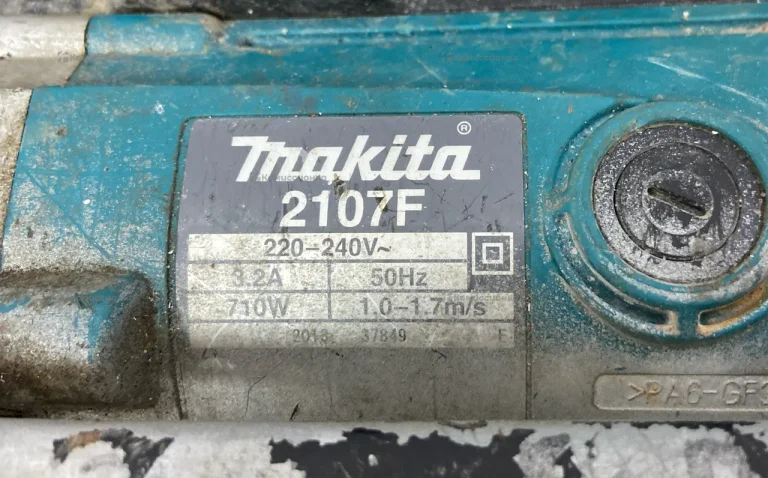 Makita®
2107F
220-240V~
3.2A 50Hz
710W 1.0-1.7m/s
2013 37849 F
>PA6-GF3